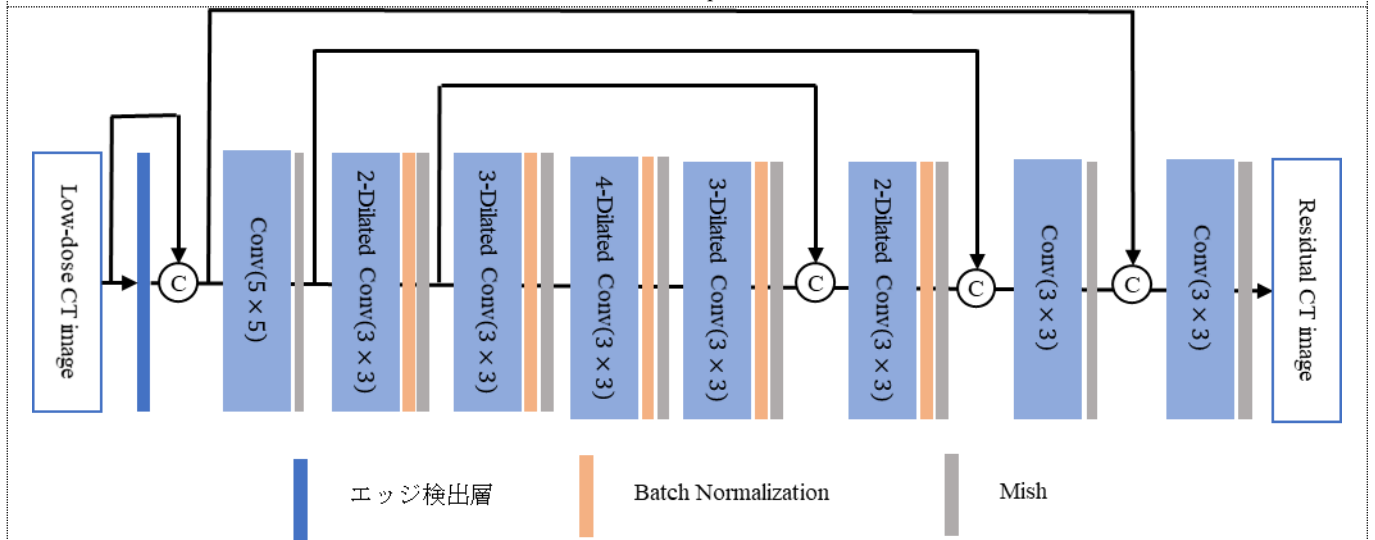 Low-dose CT image
C
Conv(5×5)
2-Dilated Conv(3×3)
3-Dilated Conv(3×3)
4-Dilated Conv(3×3)
3-Dilated Conv(3×3)
C
2-Dilated Conv(3×3)
C
Conv(3×3)
C
Conv(3×3)
Residual CT image
エッジ検出層
Batch Normalization
Mish